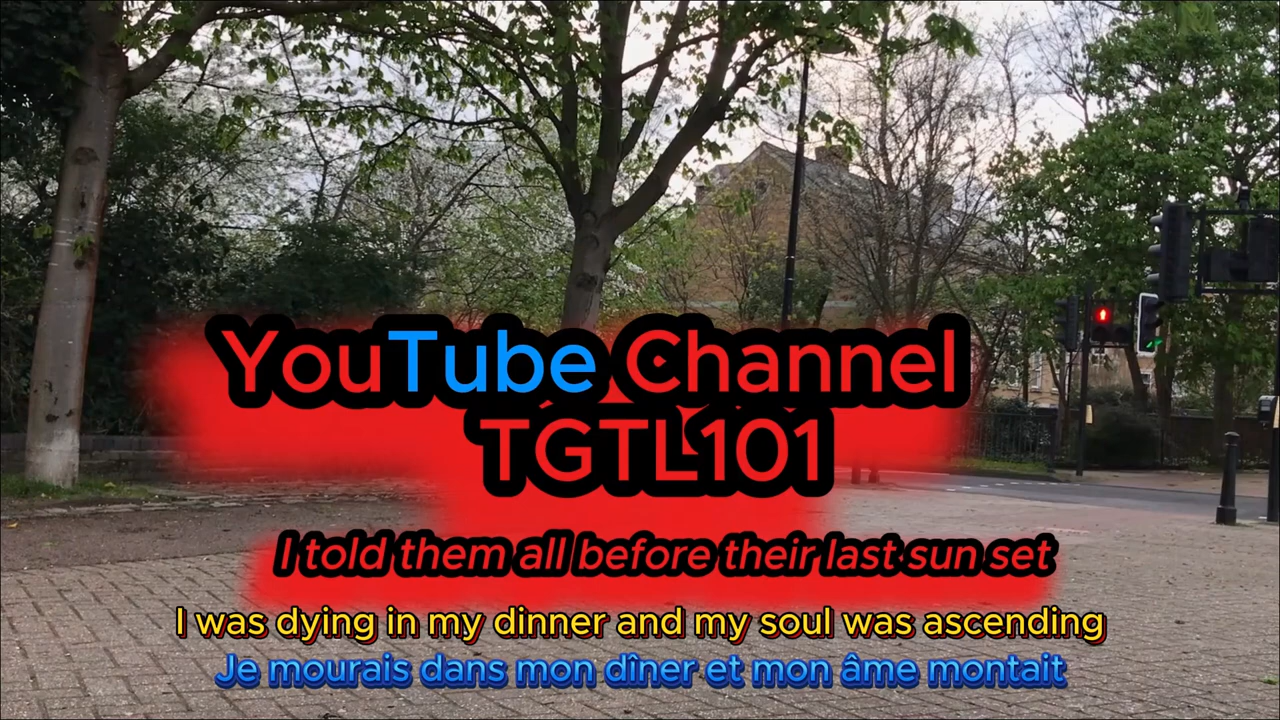 YouTube Channel
TGTL101
I told them all before their last sun set
I was dying in my dinner and my soul was ascending
Je mourais dans mon dîner et mon âme montait